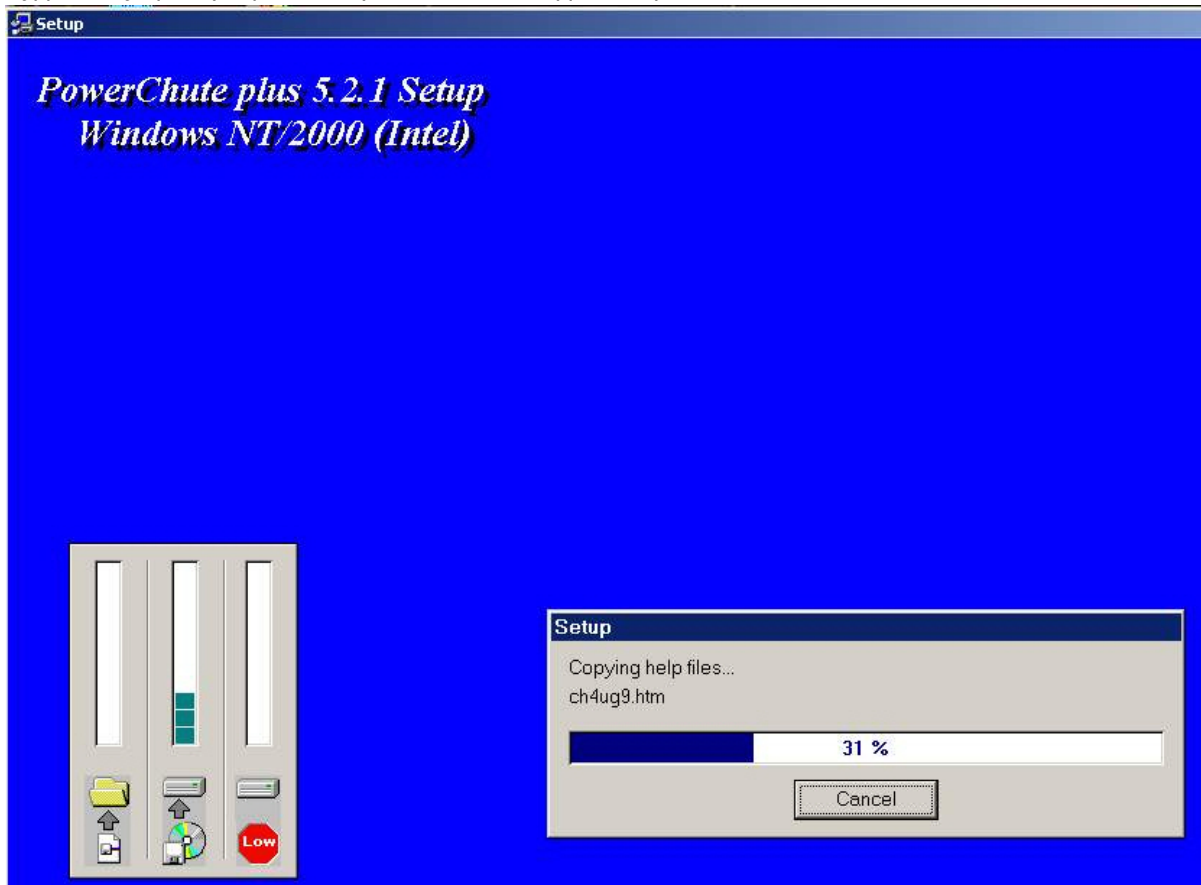 Setup
PowerChute plus 5.2.1 Setup
Windows NT/2000 (Intel)
Setup
Copying help files...
ch4ug9.htm
31 %
Cancel
Low